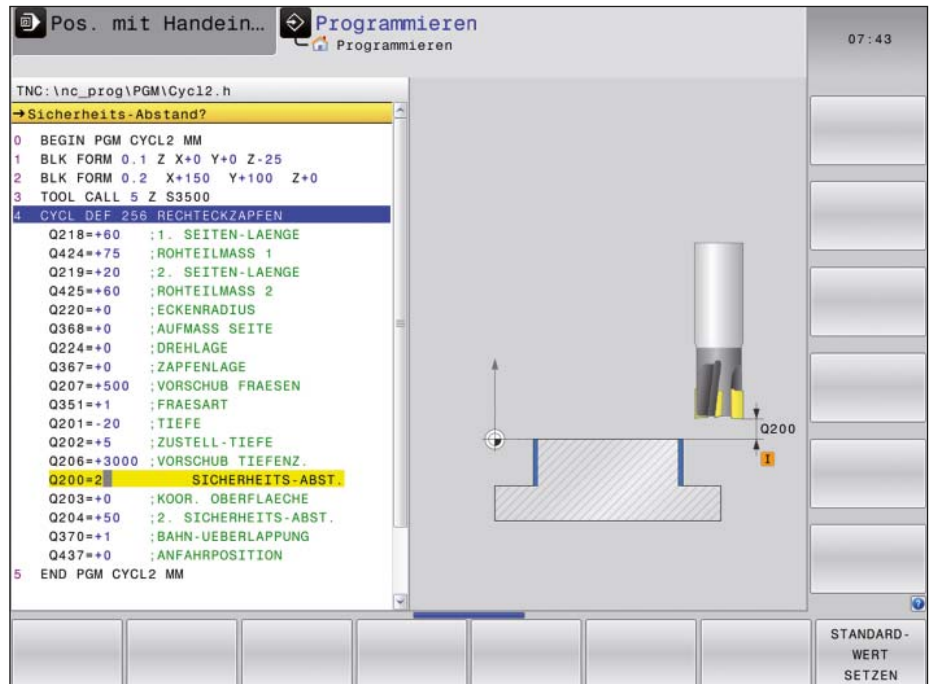 Pos. mit Handein...
Programmieren
Programmieren
07:43
TNC:\nc_prog\PGM\Cycl2.h
→Sicherheits-Abstand?
0 BEGIN PGM CYCL2 MM
1 BLK FORM 0.1 Z X+0 Y+0 Z-25
2 BLK FORM 0.2 X+150 Y+100 Z+0
3 TOOL CALL 5 Z S3500
4 CYCL DEF 256 RECHTECKZAPFEN
Q218=+60 ;1. SEITEN-LAENGE
Q424=+75 ;ROHTEILMASS 1
Q219=+20 ;2. SEITEN-LAENGE
Q425=+60 ;ROHTEILMASS 2
Q220=+0 ;ECKENRADIUS
Q368=+0 ;AUFMASS SEITE
Q224=+0 ;DREHLAGE
Q367=+0 ;ZAPFENLAGE
Q207=+500 ;VORSCHUB FRAESEN
Q351=+1 ;FRAESART
Q201=-20 ;TIEFE
Q202=+5 ;ZUSTELL-TIEFE
Q206=+3000 ;VORSCHUB TIEFENZ.
Q200=2 SICHERHEITS-ABST.
Q203=+0 ;KOOR. OBERFLAECHE
Q204=+50 ;2. SICHERHEITS-ABST.
Q370=+1 ;BAHN-UEBERLAPPUNG
Q437=+0 ;ANFAHRPOSITION
5 END PGM CYCL2 MM
Q200
I
STANDARD-
WERT
SETZEN